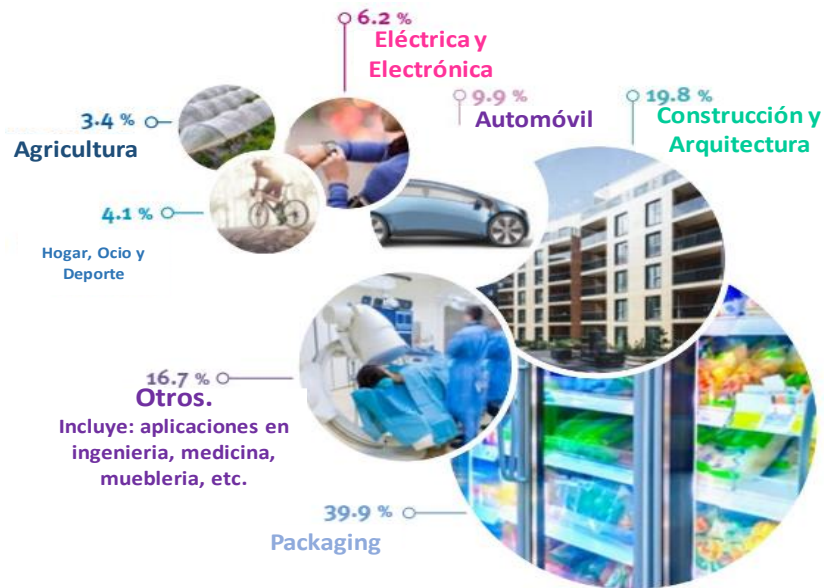 6.2 %
Eléctrica y
Electrónica
9.9 %
Automóvil
19.8 %
Construcción y
Arquitectura
3.4 %
Agricultura
4.1 %
Hogar, Ocio y
Deporte
16.7 %
Otros.
Incluye: aplicaciones en
ingenieria, medicina,
muebleria, etc.
39.9 %
Packaging